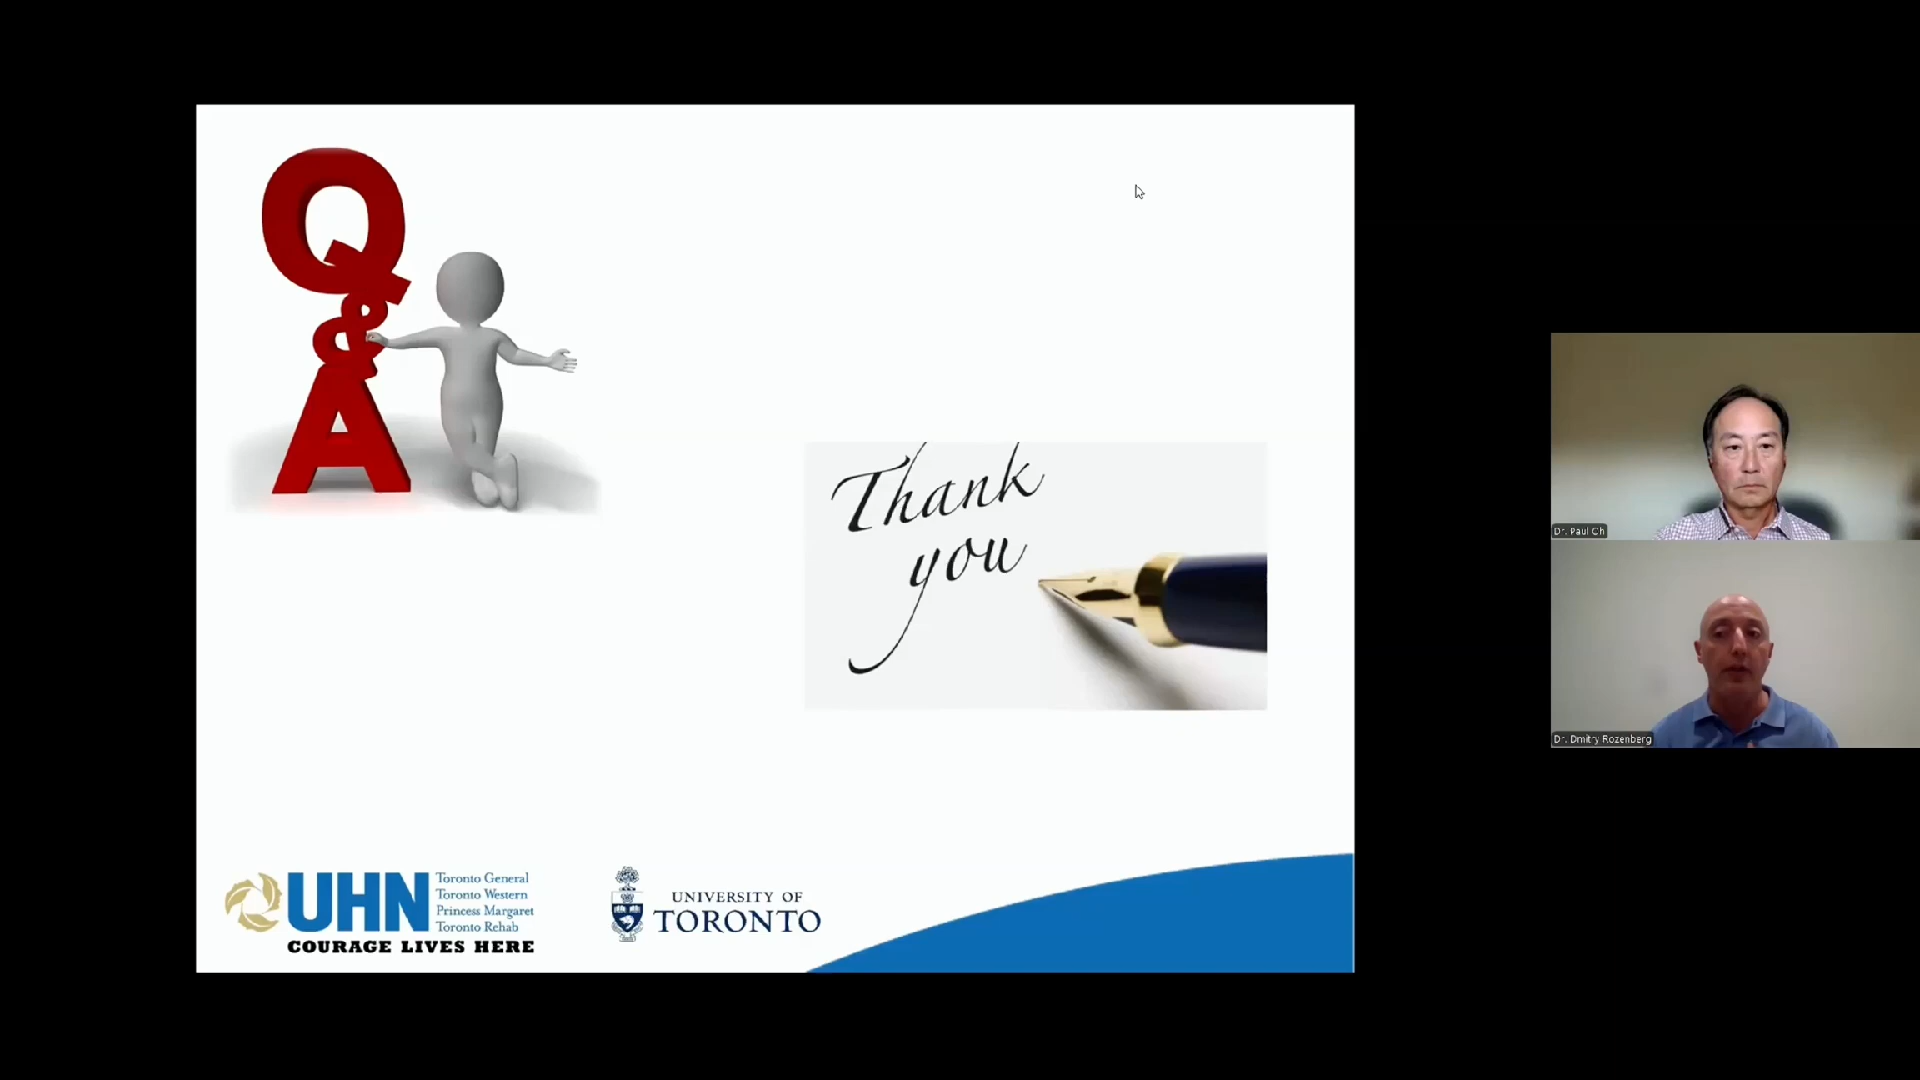 Q
&
A
Thank
you
UHN
Toronto General
Toronto Western
Princess Margaret
Toronto Rehab
COURAGE LIVES HERE
UNIVERSITY OF
TORONTO
Dr. Paul Oh
Dr. Dmitry Rozenberg